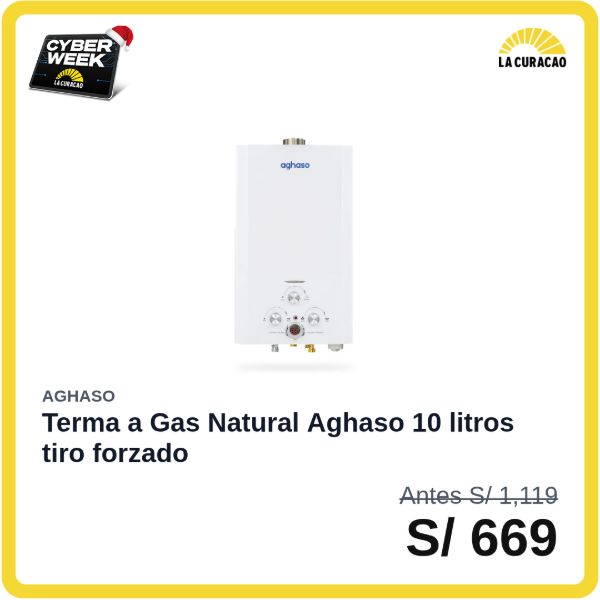 CYBER
WEEK
LA CURACAO
LA CURACAO
aghaso
AGHASO
Terma a Gas Natural Aghaso 10 litros
tiro forzado
Antes S/ 1,119
S/ 669